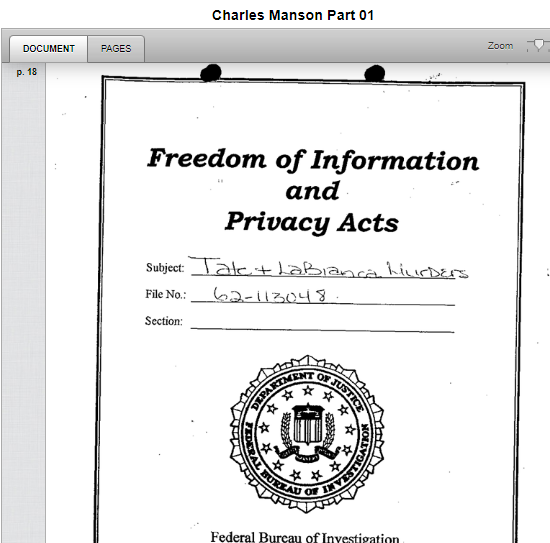 Charles Manson Part 01
DOCUMENT
PAGES
Zoom
p. 18
Freedom of Information
and
Privacy Acts
Subject: Tate + LaBianca Murders
File No.: 62-113048
Section:
DEPARTMENT OF JUSTICE
FEDERAL BUREAU OF INVESTIGATION
Federal Bureau of Investigation